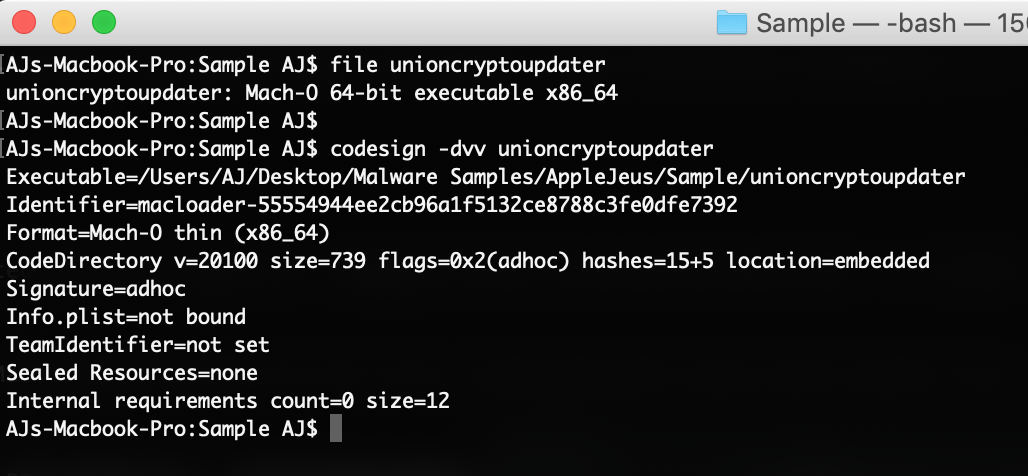 Sample — -bash — 150
[AJs-Macbook-Pro:Sample AJ$ file unioncryptoupdater
unioncryptoupdater: Mach-O 64-bit executable x86_64
[AJs-Macbook-Pro:Sample AJ$
[AJs-Macbook-Pro:Sample AJ$ codesign -dvv unioncryptoupdater
Executable=/Users/AJ/Desktop/Malware Samples/AppleJeus/Sample/unioncryptoupdater
Identifier=macloader-55554944ee2cb96a1f5132ce8788c3fe0dfe7392
Format=Mach-O thin (x86_64)
CodeDirectory v=20100 size=739 flags=0x2(adhoc) hashes=15+5 location=embedded
Signature=adhoc
Info.plist=not bound
TeamIdentifier=not set
Sealed Resources=none
Internal requirements count=0 size=12
AJs-Macbook-Pro:Sample AJ$